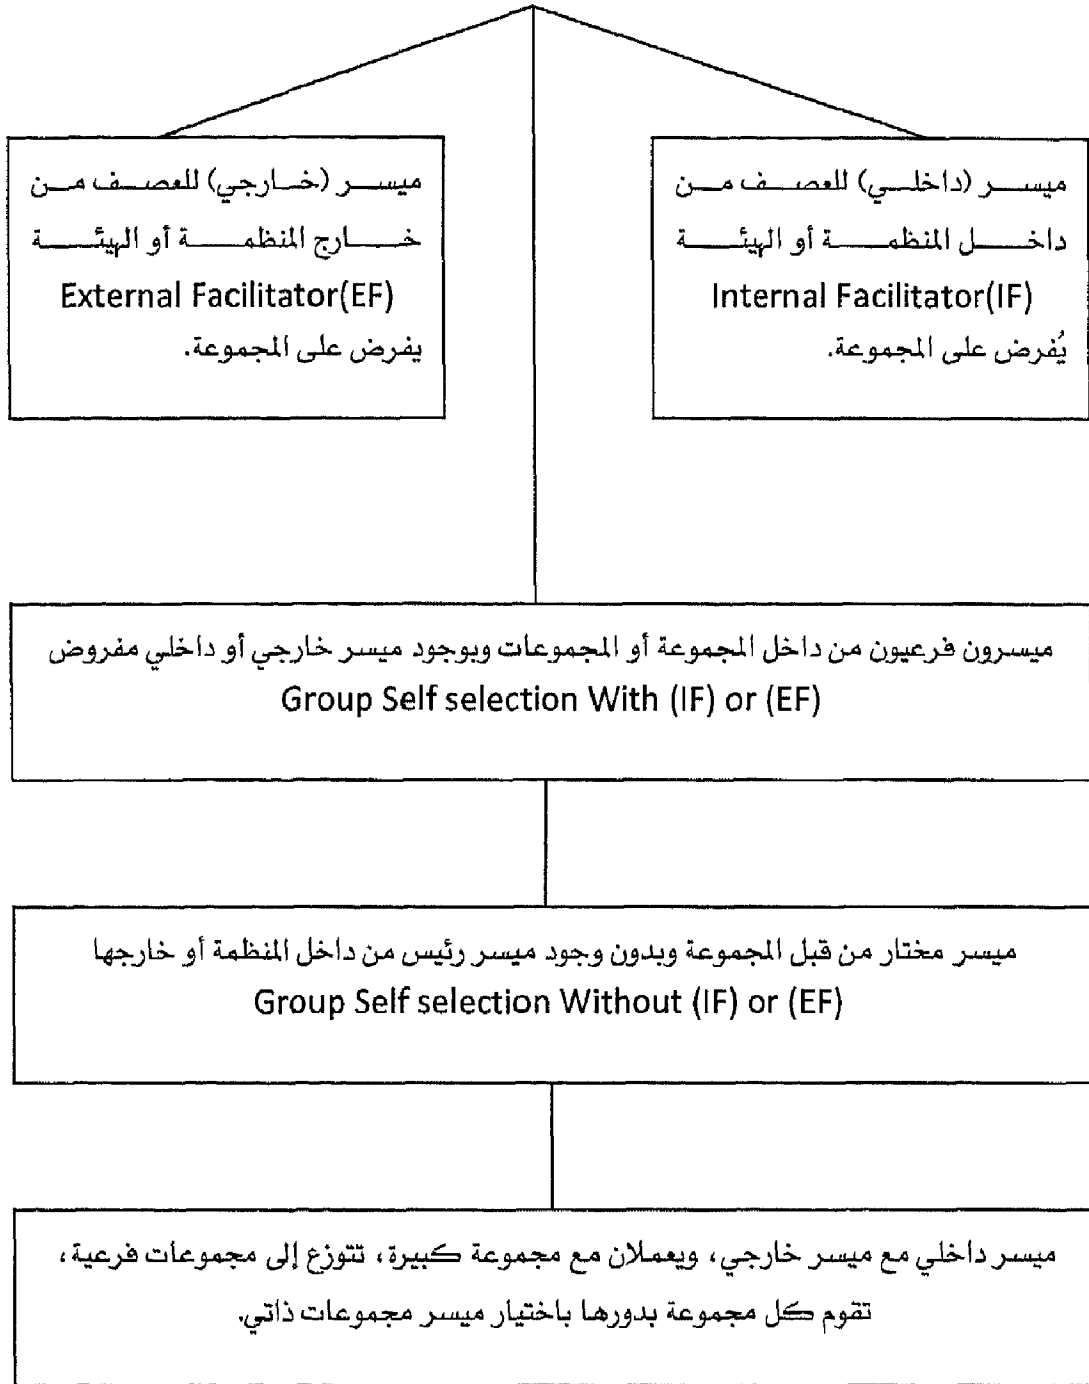 ميسر (داخلي) للعصف من
داخل المنظمة أو الهيئة
Internal Facilitator(IF)
يُفرض على المجموعة.
ميسر (خارجي) للعصف من
خارج المنظمة أو الهيئة
External Facilitator(EF)
يفرض على المجموعة.
ميسرون فرعيون من داخل المجموعة أو المجموعات وبوجود ميسر خارجي أو داخلي مفروض
Group Self selection With (IF) or (EF)
ميسر مختار من قبل المجموعة وبدون وجود ميسر رئيس من داخل المنظمة أو خارجها
Group Self selection Without (IF) or (EF)
ميسر داخلي مع ميسر خارجي، ويعملان مع مجموعة كبيرة، تتوزع إلى مجموعات فرعية،
تقوم كل مجموعة بدورها باختيار ميسر مجموعات ذاتي.